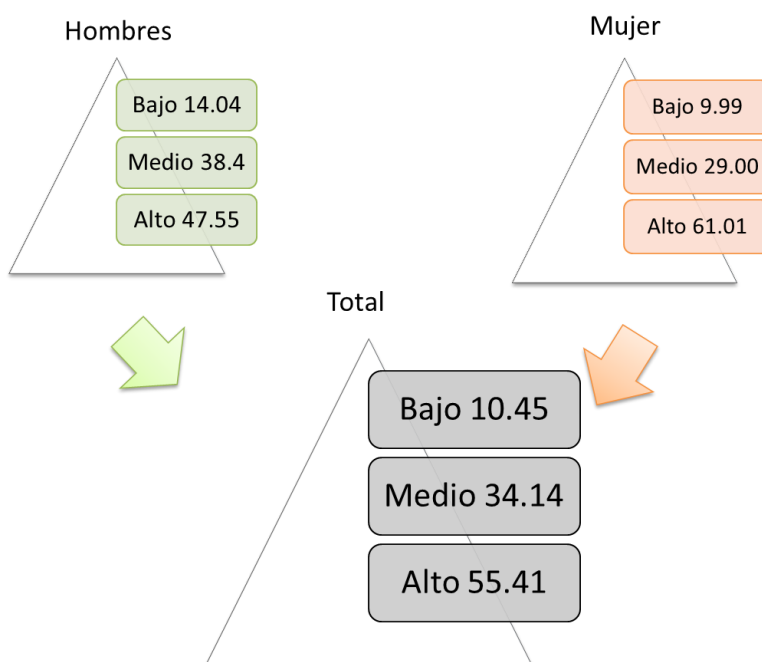 Hombres
Bajo 14.04
Medio 38.4
Alto 47.55
Mujer
Bajo 9.99
Medio 29.00
Alto 61.01
Total
Bajo 10.45
Medio 34.14
Alto 55.41